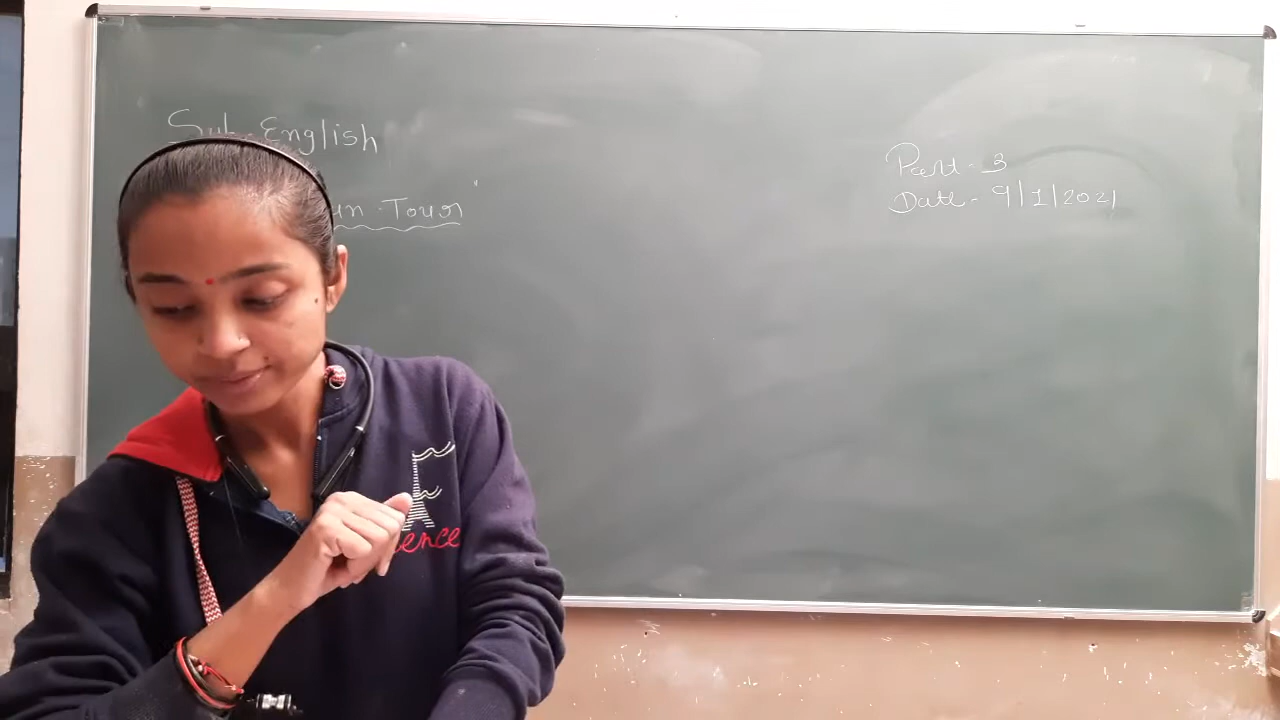 Sub- English
Tour "
Part- 3
Date- 9/1/2021
ence